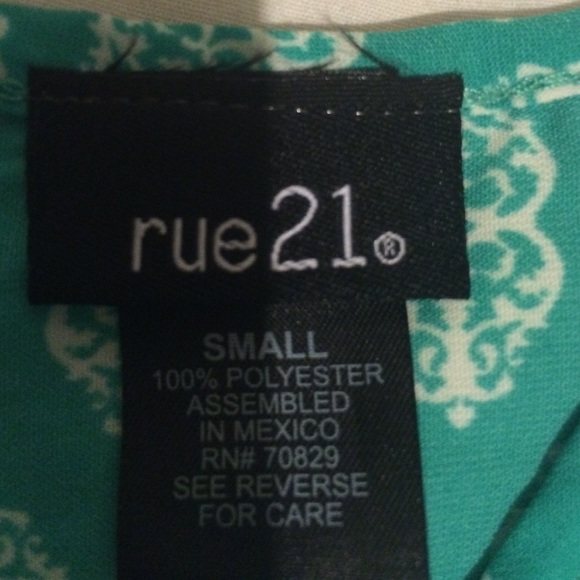 rue21®
SMALL
100% POLYESTER
ASSEMBLED
IN MEXICO
RN# 70829
SEE REVERSE
FOR CARE